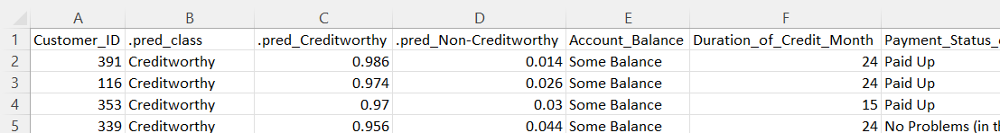 A B C D E F
1 Customer_ID .pred_class .pred_Creditworthy .pred_Non-Creditworthy Account_Balance Duration_of_Credit_Month Payment_Status_
2 391 Creditworthy 0.986 0.014 Some Balance 24 Paid Up
3 116 Creditworthy 0.974 0.026 Some Balance 24 Paid Up
4 353 Creditworthy 0.97 0.03 Some Balance 15 Paid Up
5 339 Creditworthy 0.956 0.044 Some Balance 24 No Problems (in